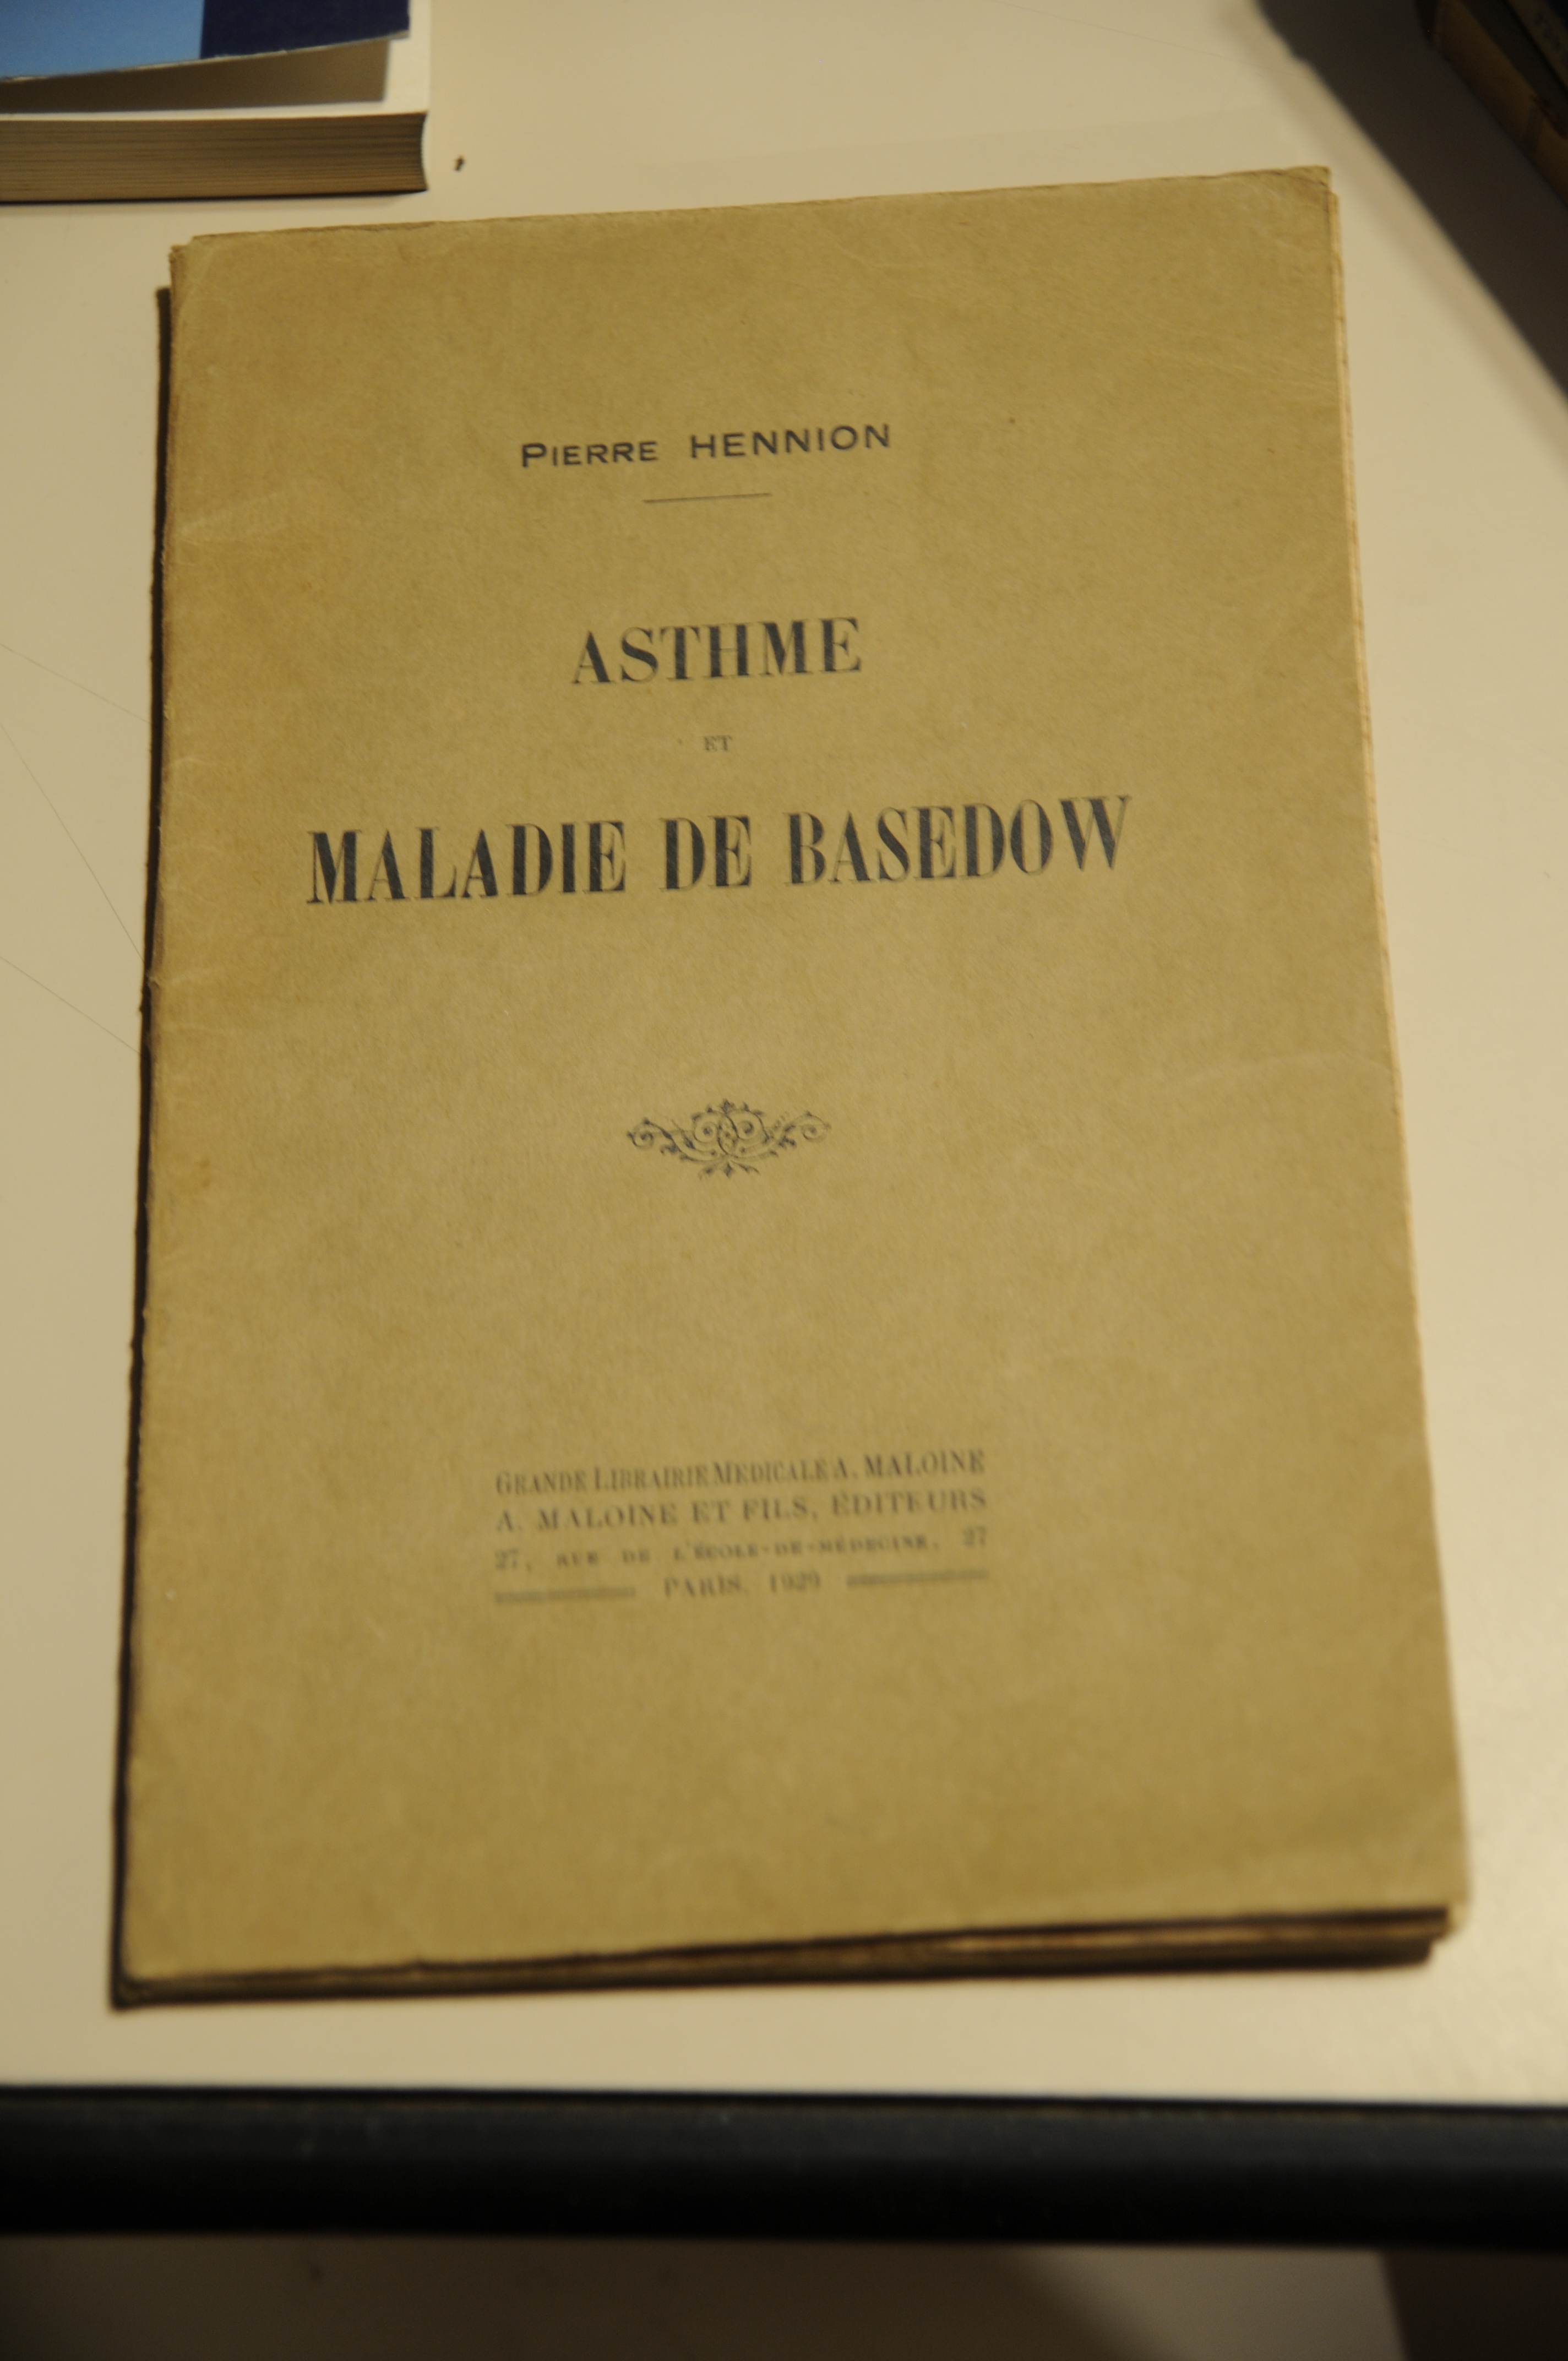 PIERRE HENNION
ASTHME
ET
MALADIE DE BASEDOW
GRANDE LIBRAIRIE MEDICALE A. MALOINE
A. MALOINE ET FILS, ÉDITEURS
27, RUE DE L'ÉCOLE-DE-MÉDECINE, 27
PARIS, 1929